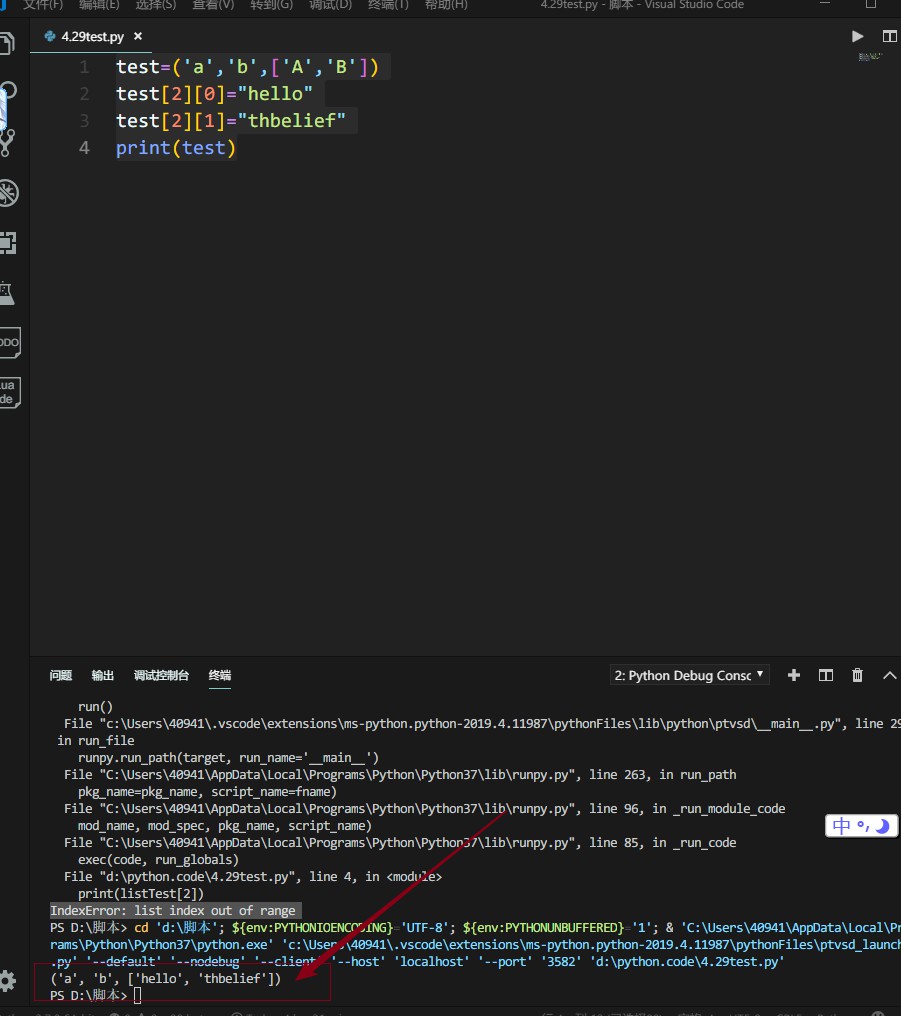 文件(F) 编辑(E) 选择(S) 查看(V) 转到(G) 调试(D) 终端(T) 帮助(H) 4.29test.py - 脚本 - Visual Studio Code
4.29test.py ×
1 test=('a','b',['A','B'])
2 test[2][0]="hello"
3 test[2][1]="thbelief"
4 print(test)
问题 输出 调试控制台 终端 2: Python Debug Consc
run()
File "c:\Users\40941\.vscode\extensions\ms-python.python-2019.4.11987\pythonFiles\lib\python\ptvsd\__main__.py", line 29
in run_file
runpy.run_path(target, run_name='__main__')
File "C:\Users\40941\AppData\Local\Programs\Python\Python37\lib\runpy.py", line 263, in run_path
pkg_name=pkg_name, script_name=fname)
File "C:\Users\40941\AppData\Local\Programs\Python\Python37\lib\runpy.py", line 96, in _run_module_code
mod_name, mod_spec, pkg_name, script_name)
File "C:\Users\40941\AppData\Local\Programs\Python\Python37\lib\runpy.py", line 85, in _run_code
exec(code, run_globals)
File "d:\python.code\4.29test.py", line 4, in <module>
print(listTest[2])
IndexError: list index out of range
PS D:\脚本> cd 'd:\脚本'; ${env:PYTHONIOENCODING}='UTF-8'; ${env:PYTHONUNBUFFERED}='1'; & 'C:\Users\40941\AppData\Local\Pr
rams\Python\Python37\python.exe' 'c:\Users\40941\.vscode\extensions\ms-python.python-2019.4.11987\pythonFiles\ptvsd_launch
.py' '--default' '--nodebug' '--client' '--host' 'localhost' '--port' '3582' 'd:\python.code\4.29test.py'
('a', 'b', ['hello', 'thbelief'])
PS D:\脚本>
中